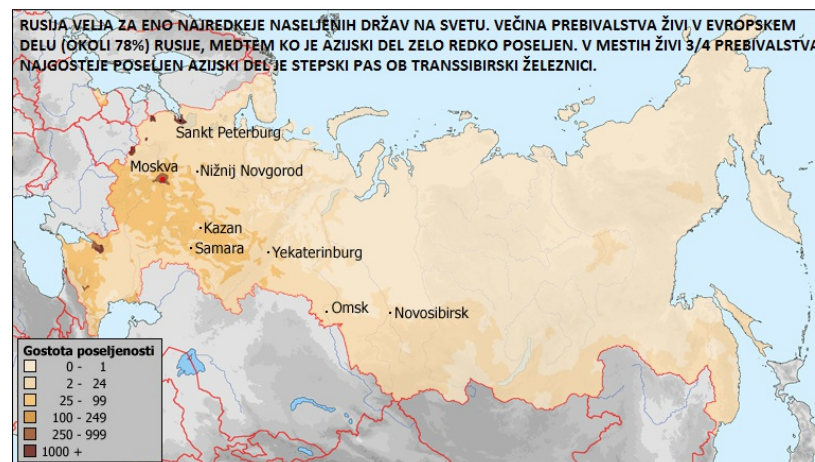 RUSIJA VELJA ZA ENO NAJREDKEJE NASELJENIH DRŽAV NA SVETU. VEČINA PREBIVALSTVA ŽIVI V EVROPSKEM
DELU (OKOLI 78%) RUSIJE, MEDTEM KO JE AZIJSKI DEL ZELO REDKO POSELJEN. V MESTIH ŽIVI 3/4 PREBIVALSTVA
NAJGOSTEJE POSELJEN AZIJSKI DEL JE STEPSKI PAS OB TRANSSIBIRSKI ŽELEZNICI.
Sankt Peterburg
Moskva
Nižnij Novgorod
Kazan
Samara
Yekaterinburg
Omsk
Novosibirsk
Gostota poseljenosti
0 - 1
2 - 24
25 - 99
100 - 249
250 - 999
1000 +